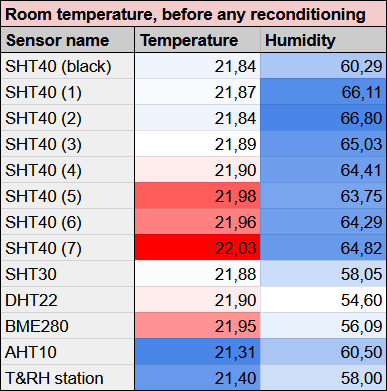 Room temperature, before any reconditioning
Sensor name Temperature Humidity
SHT40 (black) 21,84 60,29
SHT40 (1) 21,87 66,11
SHT40 (2) 21,84 66,80
SHT40 (3) 21,89 65,03
SHT40 (4) 21,90 64,41
SHT40 (5) 21,98 63,75
SHT40 (6) 21,96 64,29
SHT40 (7) 22,03 64,82
SHT30 21,88 58,05
DHT22 21,90 54,60
BME280 21,95 56,09
AHT10 21,31 60,50
T&RH station 21,40 58,00